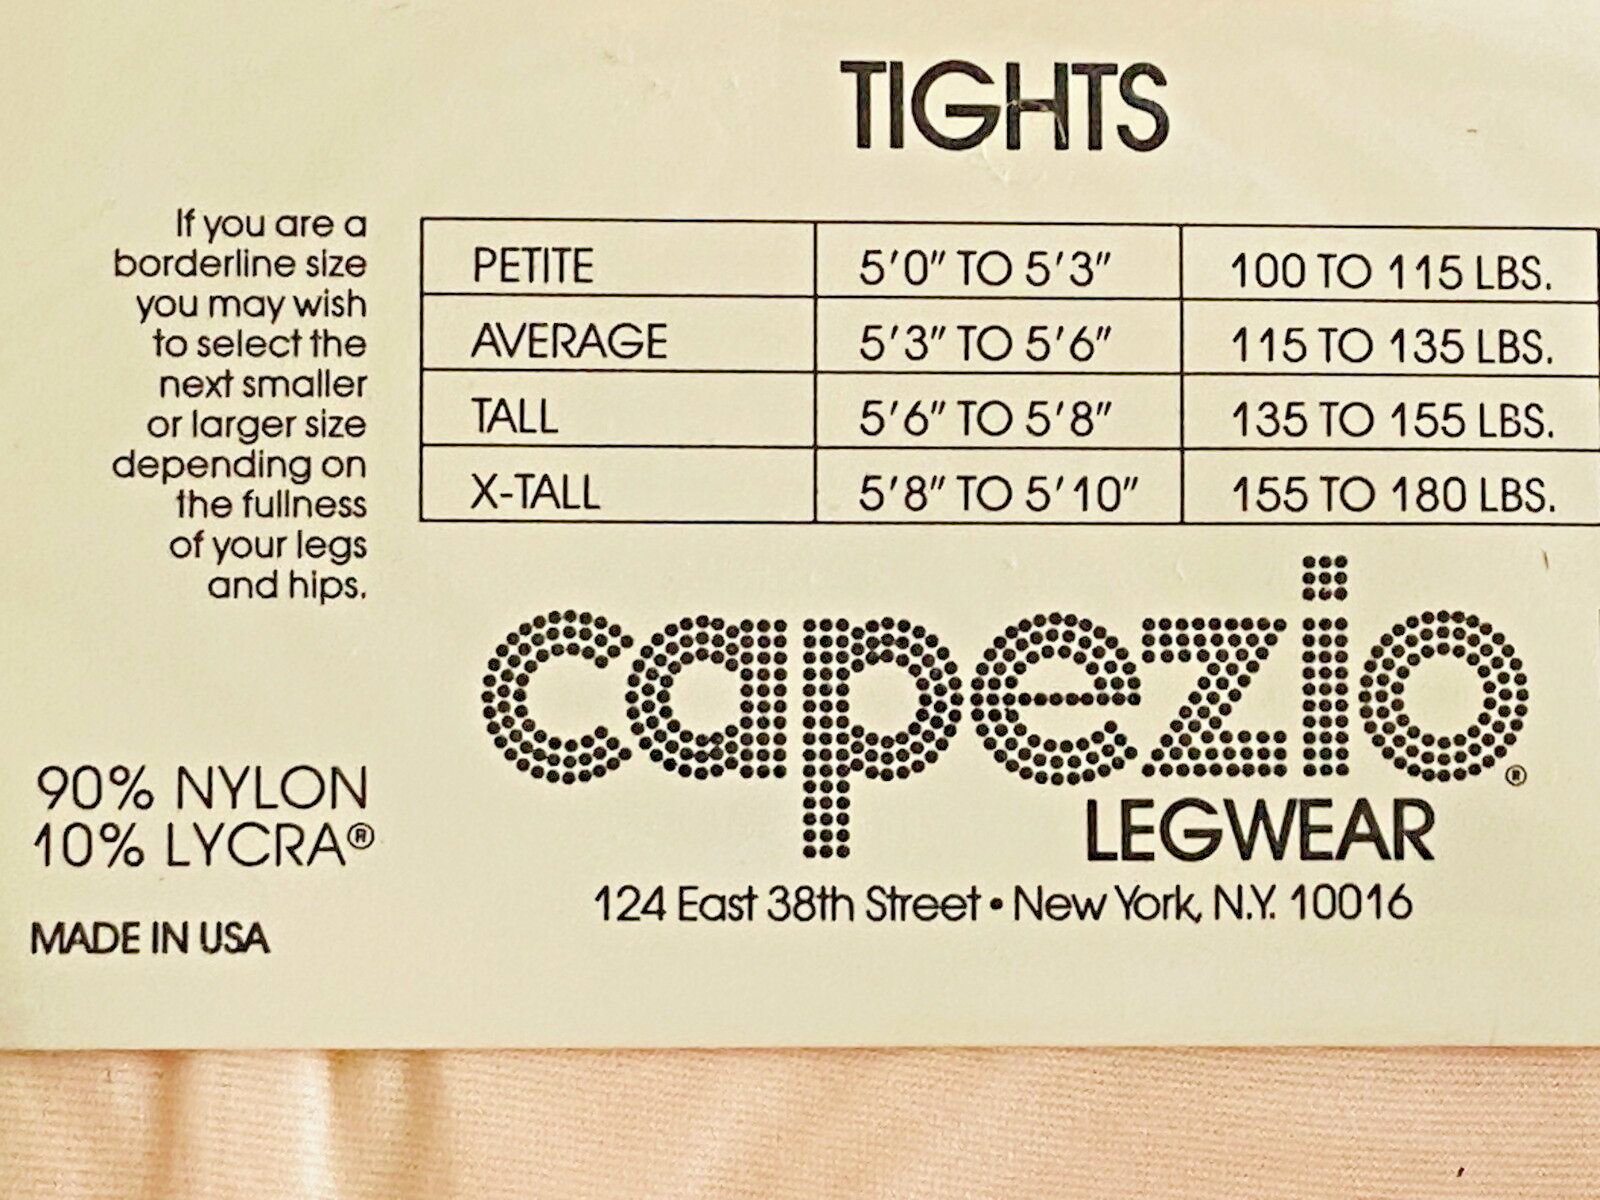 TIGHTS
If you are a
borderline size
you may wish
to select the
next smaller
or larger size
depending on
the fullness
of your legs
and hips.
PETITE 5'0" TO 5'3" 100 TO 115 LBS.
AVERAGE 5'3" TO 5'6" 115 TO 135 LBS.
TALL 5'6" TO 5'8" 135 TO 155 LBS.
X-TALL 5'8" TO 5'10" 155 TO 180 LBS.
capezio®
LEGWEAR
124 East 38th Street • New York, N.Y. 10016
90% NYLON
10% LYCRA®
MADE IN USA